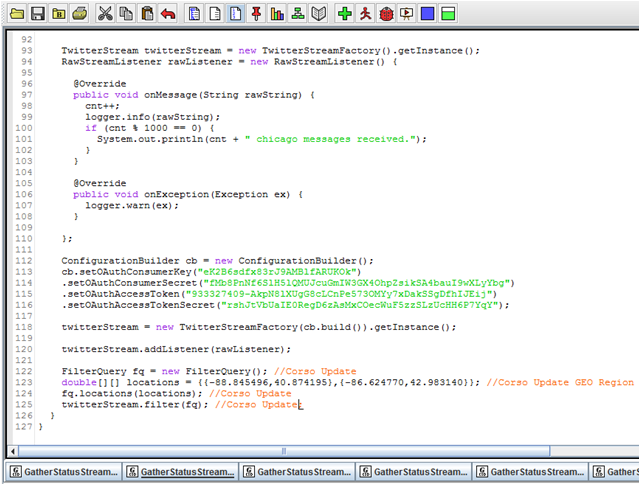 92
93 TwitterStream twitterStream = new TwitterStreamFactory().getInstance();
94 RawStreamListener rawListener = new RawStreamListener() {
95
96 @Override
97 public void onMessage(String rawString) {
98 cnt++;
99 logger.info(rawString);
100 if (cnt % 1000 == 0) {
101 System.out.println(cnt + " chicago messages received.");
102 }
103 }
104
105 @Override
106 public void onException(Exception ex) {
107 logger.warn(ex);
108 }
109
110 };
111
112 ConfigurationBuilder cb = new ConfigurationBuilder();
113 cb.setOAuthConsumerKey("")
114 .setOAuthConsumerSecret("")
115 .setOAuthAccessToken("")
116 .setOAuthAccessTokenSecret("");
117
118 twitterStream = new TwitterStreamFactory(cb.build()).getInstance();
119
120 twitterStream.addListener(rawListener);
121
122 FilterQuery fq = new FilterQuery(); //Corso Update
123 double[][] locations = {{-88.845496,40.874195},{-86.624770,42.983140}}; //Corso Update GEO Region
124 fq.locations(locations); //Corso Update
125 twitterStream.filter(fq); //Corso Update
126 }
127 }
GatherStatusStream... GatherStatusStream... GatherStatusStream... GatherStatusStream... GatherStatusStream... GatherSt